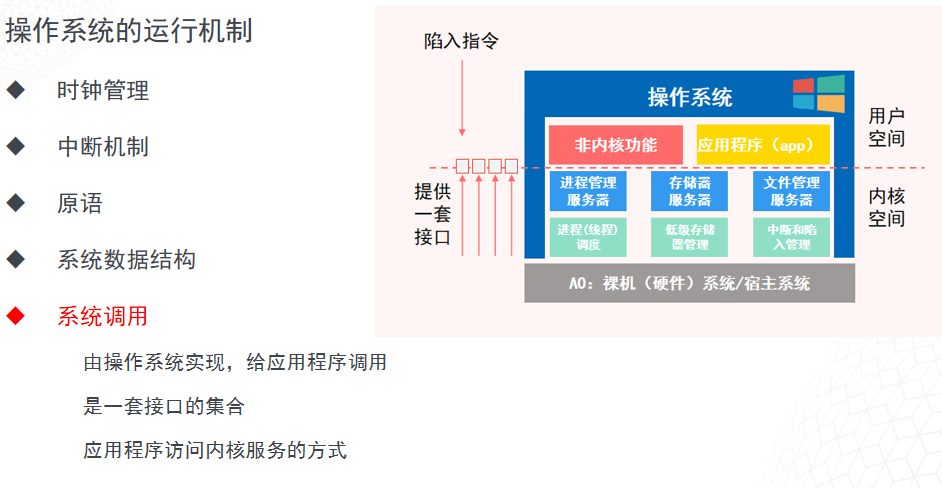 操作系统的运行机制
时钟管理
中断机制
原语
系统数据结构
系统调用
由操作系统实现，给应用程序调用
是一套接口的集合
应用程序访问内核服务的方式
陷入指令
提供
一套
接口
操作系统
非内核功能
应用程序（app）
进程管理
服务器
存储器
服务器
文件管理
服务器
进程(线程)
调度
低级存储
器管理
中断和陷
入管理
A0：裸机（硬件）系统/宿主系统
用户
空间
内核
空间